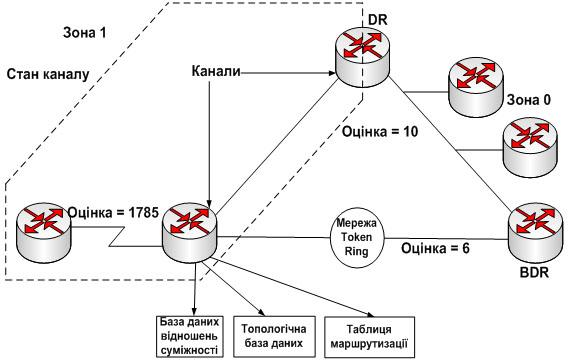 DR
Зона 1
Стан каналу
Канали
Зона 0
Оцінка = 10
Оцінка = 1785
Мережа
Token
Ring
Оцінка = 6
BDR
База даних
відношень
суміжності
Топологічна
база даних
Таблиця
маршрутизації